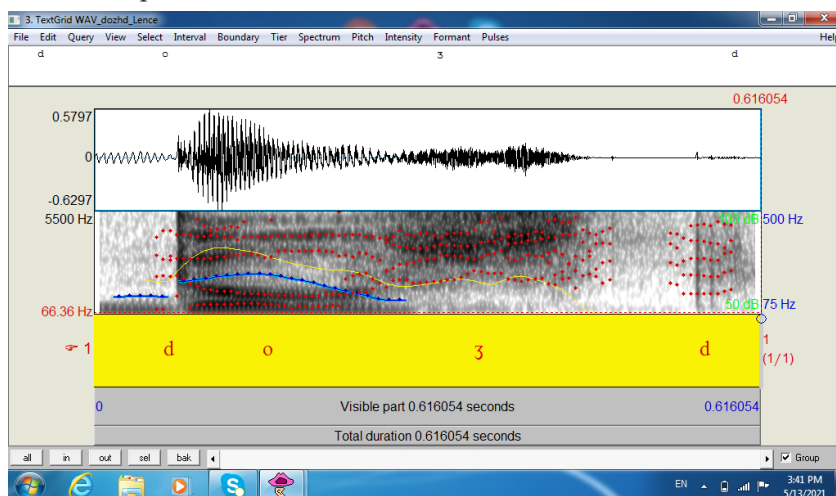 3. TextGrid WAV_dozhd_Lence
File Edit Query View Select Interval Boundary Tier Spectrum Pitch Intensity Formant Pulses Help
d o ʒ d
0.616054
0.5797
0
-0.6297
5500 Hz 100 dB 500 Hz
66.36 Hz 50 dB 75 Hz
☞ 1 d o ʒ d 1
(1/1)
0 Visible part 0.616054 seconds 0.616054
Total duration 0.616054 seconds
all in out sel bak Group
EN 3:41 PM
5/13/2021